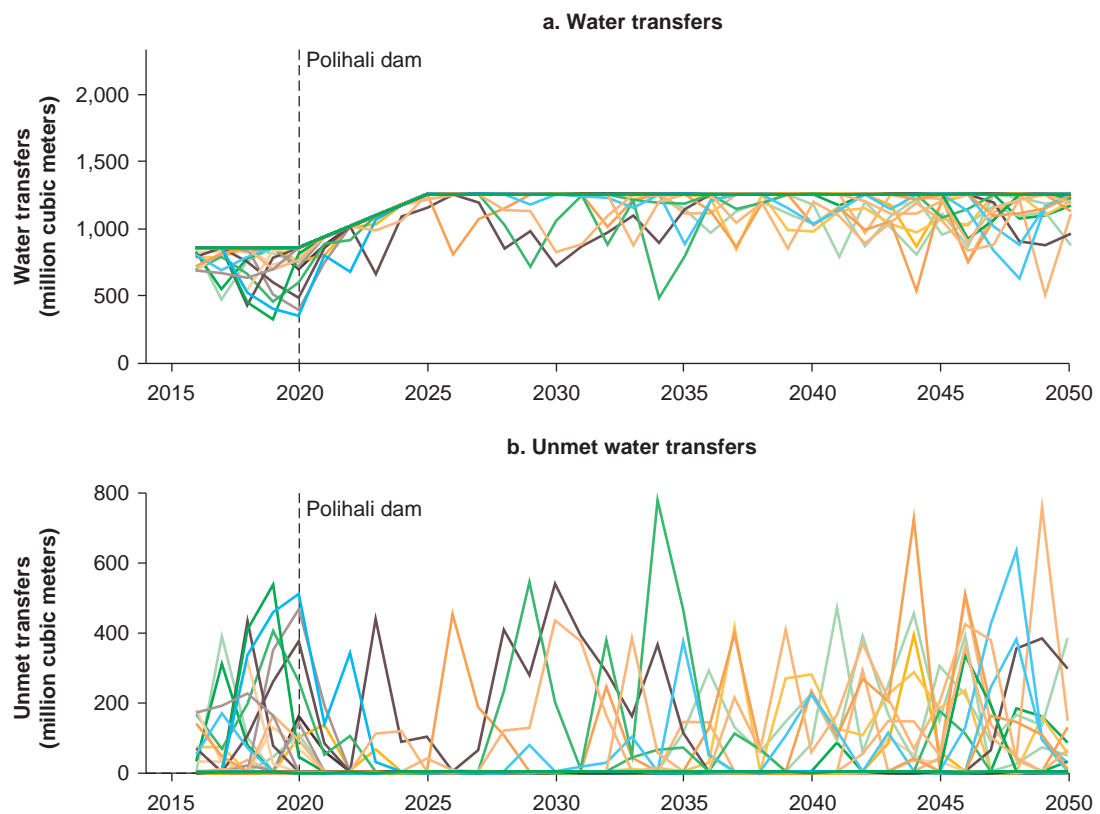 a. Water transfers
Water transfers
(million cubic meters)
Polihali dam
2,000
1,500
1,000
500
0
2015 2020 2025 2030 2035 2040 2045 2050
b. Unmet water transfers
Unmet transfers
(million cubic meters)
Polihali dam
800
600
400
200
0
2015 2020 2025 2030 2035 2040 2045 2050